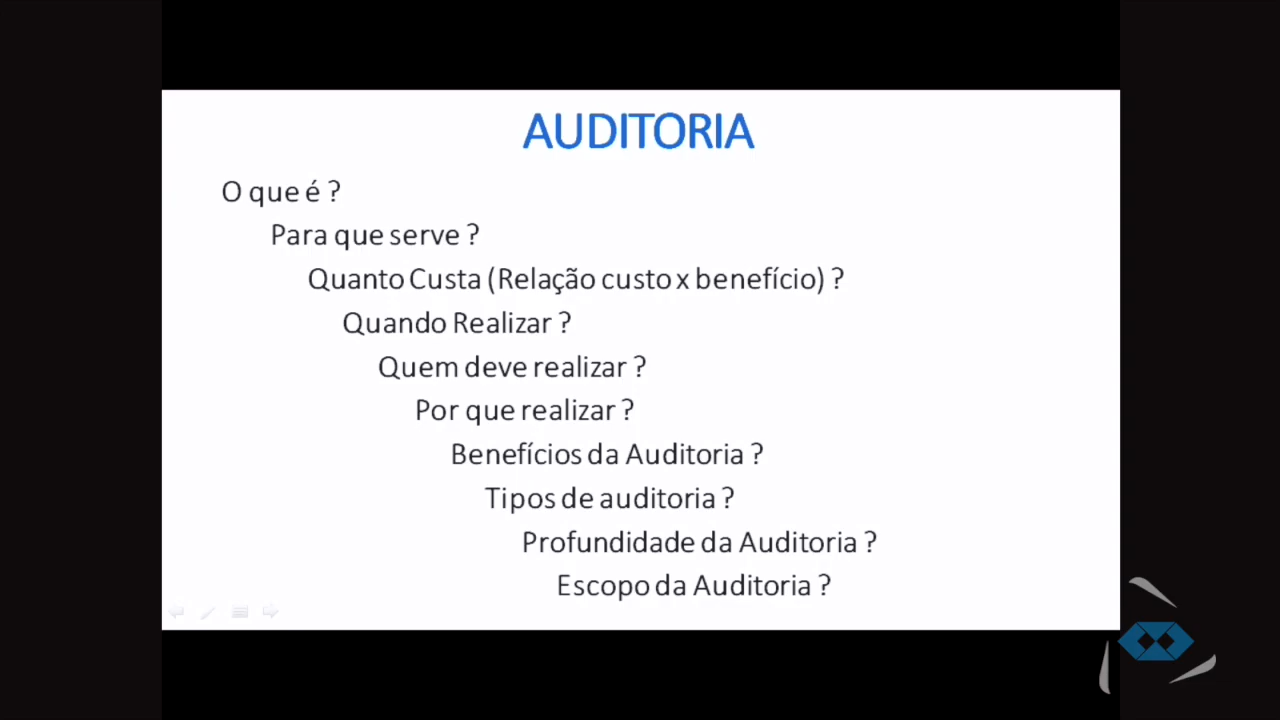 AUDITORIA
O que é ?
Para que serve ?
Quanto Custa (Relação custo x benefício) ?
Quando Realizar ?
Quem deve realizar ?
Por que realizar ?
Benefícios da Auditoria ?
Tipos de auditoria ?
Profundidade da Auditoria ?
Escopo da Auditoria ?